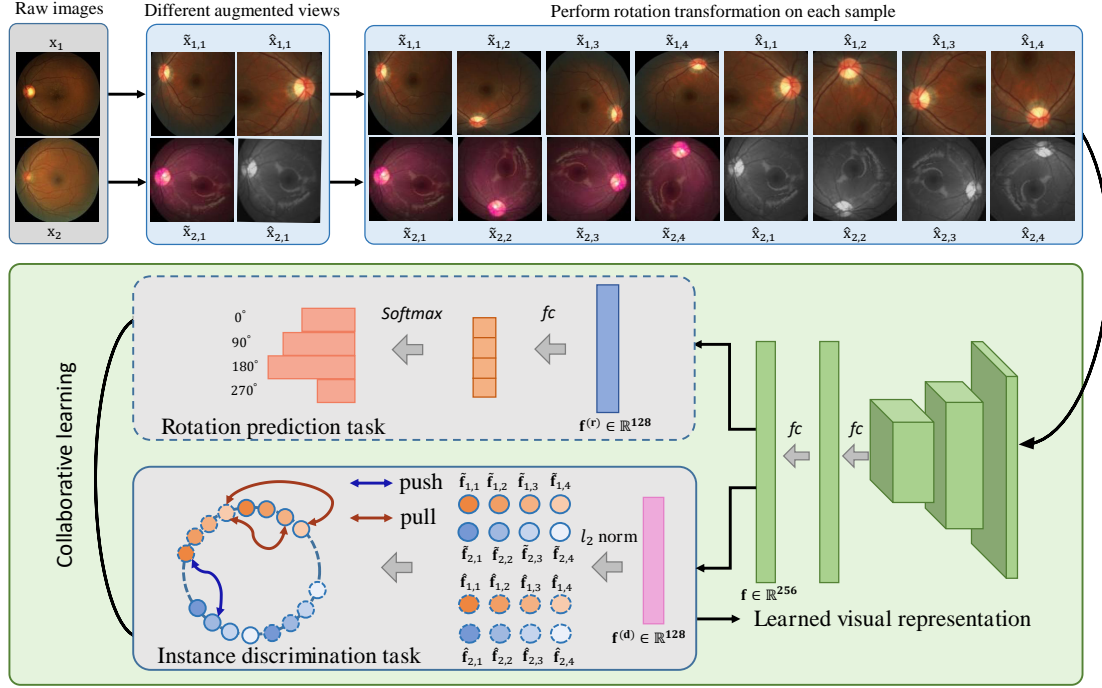 Raw images
Different augmented views
Perform rotation transformation on each sample
x₁
x̃₁,₁ x̂₁,₁
x̃₁,₁ x̃₁,₂ x̃₁,₃ x̃₁,₄ x̂₁,₁ x̂₁,₂ x̂₁,₃ x̂₁,₄
x₂
x̃₂,₁ x̂₂,₁
x̃₂,₁ x̃₂,₂ x̃₂,₃ x̃₂,₄ x̂₂,₁ x̂₂,₂ x̂₂,₃ x̂₂,₄
Collaborative learning
0°
90°
180°
270°
Softmax
fc
f⁽ʳ⁾ ∈ ℝ¹²⁸
Rotation prediction task
fc
fc
f ∈ ℝ²⁵⁶
push
pull
f̃₁,₁ f̃₁,₂ f̃₁,₃ f̃₁,₄
f̃₂,₁ f̃₂,₂ f̃₂,₃ f̃₂,₄
f̂₁,₁ f̂₁,₂ f̂₁,₃ f̂₁,₄
f̂₂,₁ f̂₂,₂ f̂₂,₃ f̂₂,₄
l₂ norm
f⁽ᵈ⁾ ∈ ℝ¹²⁸
Instance discrimination task
Learned visual representation